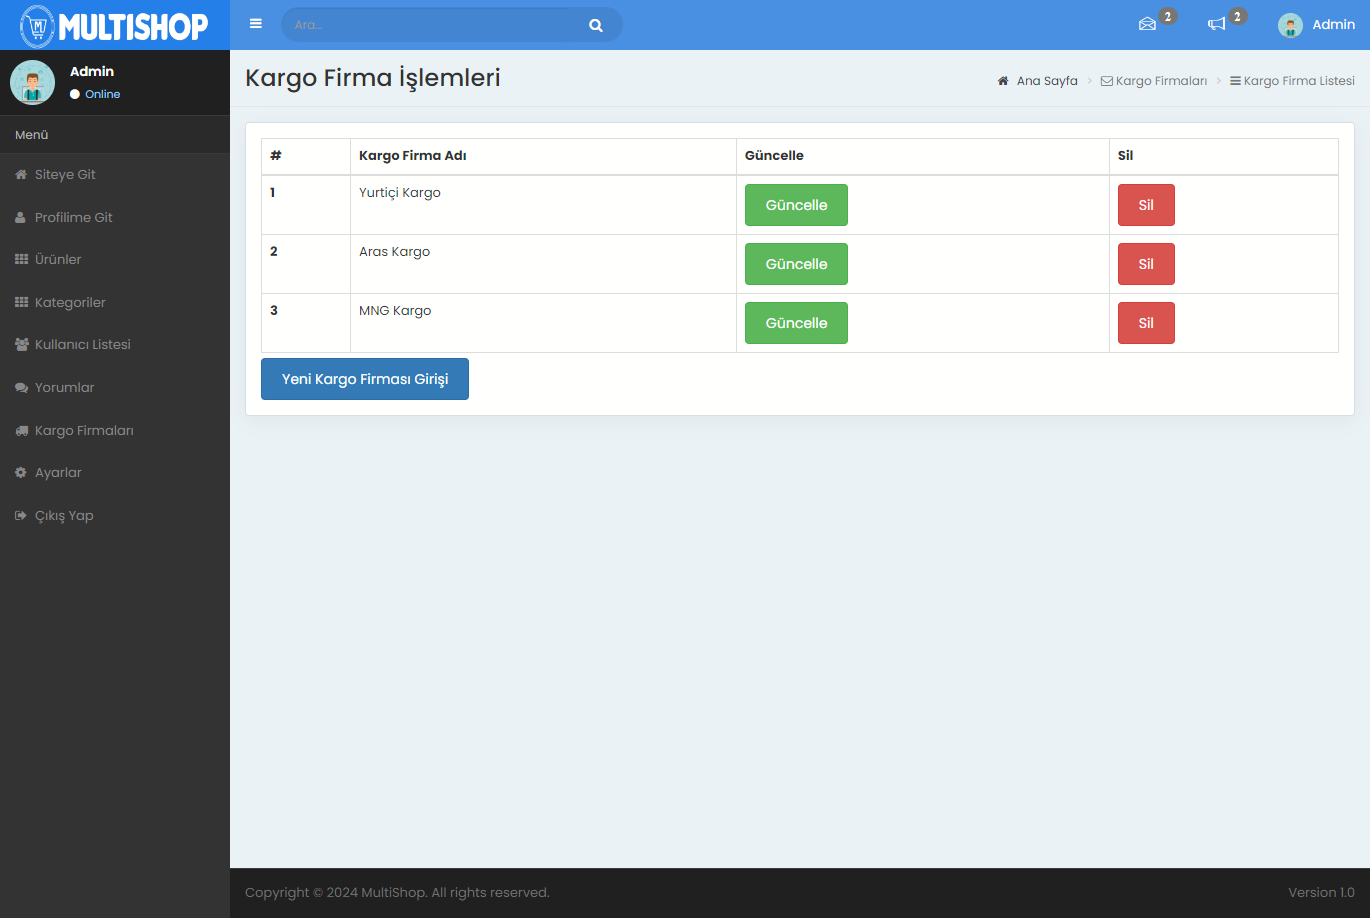 M MULTISHOP
Ara...
2
2
Admin
Admin
Online
Menü
Siteye Git
Profilime Git
Ürünler
Kategoriler
Kullanıcı Listesi
Yorumlar
Kargo Firmaları
Ayarlar
Çıkış Yap
Kargo Firma İşlemleri
Ana Sayfa > Kargo Firmaları > Kargo Firma Listesi
# Kargo Firma Adı Güncelle Sil
1 Yurtiçi Kargo Güncelle Sil
2 Aras Kargo Güncelle Sil
3 MNG Kargo Güncelle Sil
Yeni Kargo Firması Girişi
Copyright © 2024 MultiShop. All rights reserved.
Version 1.0